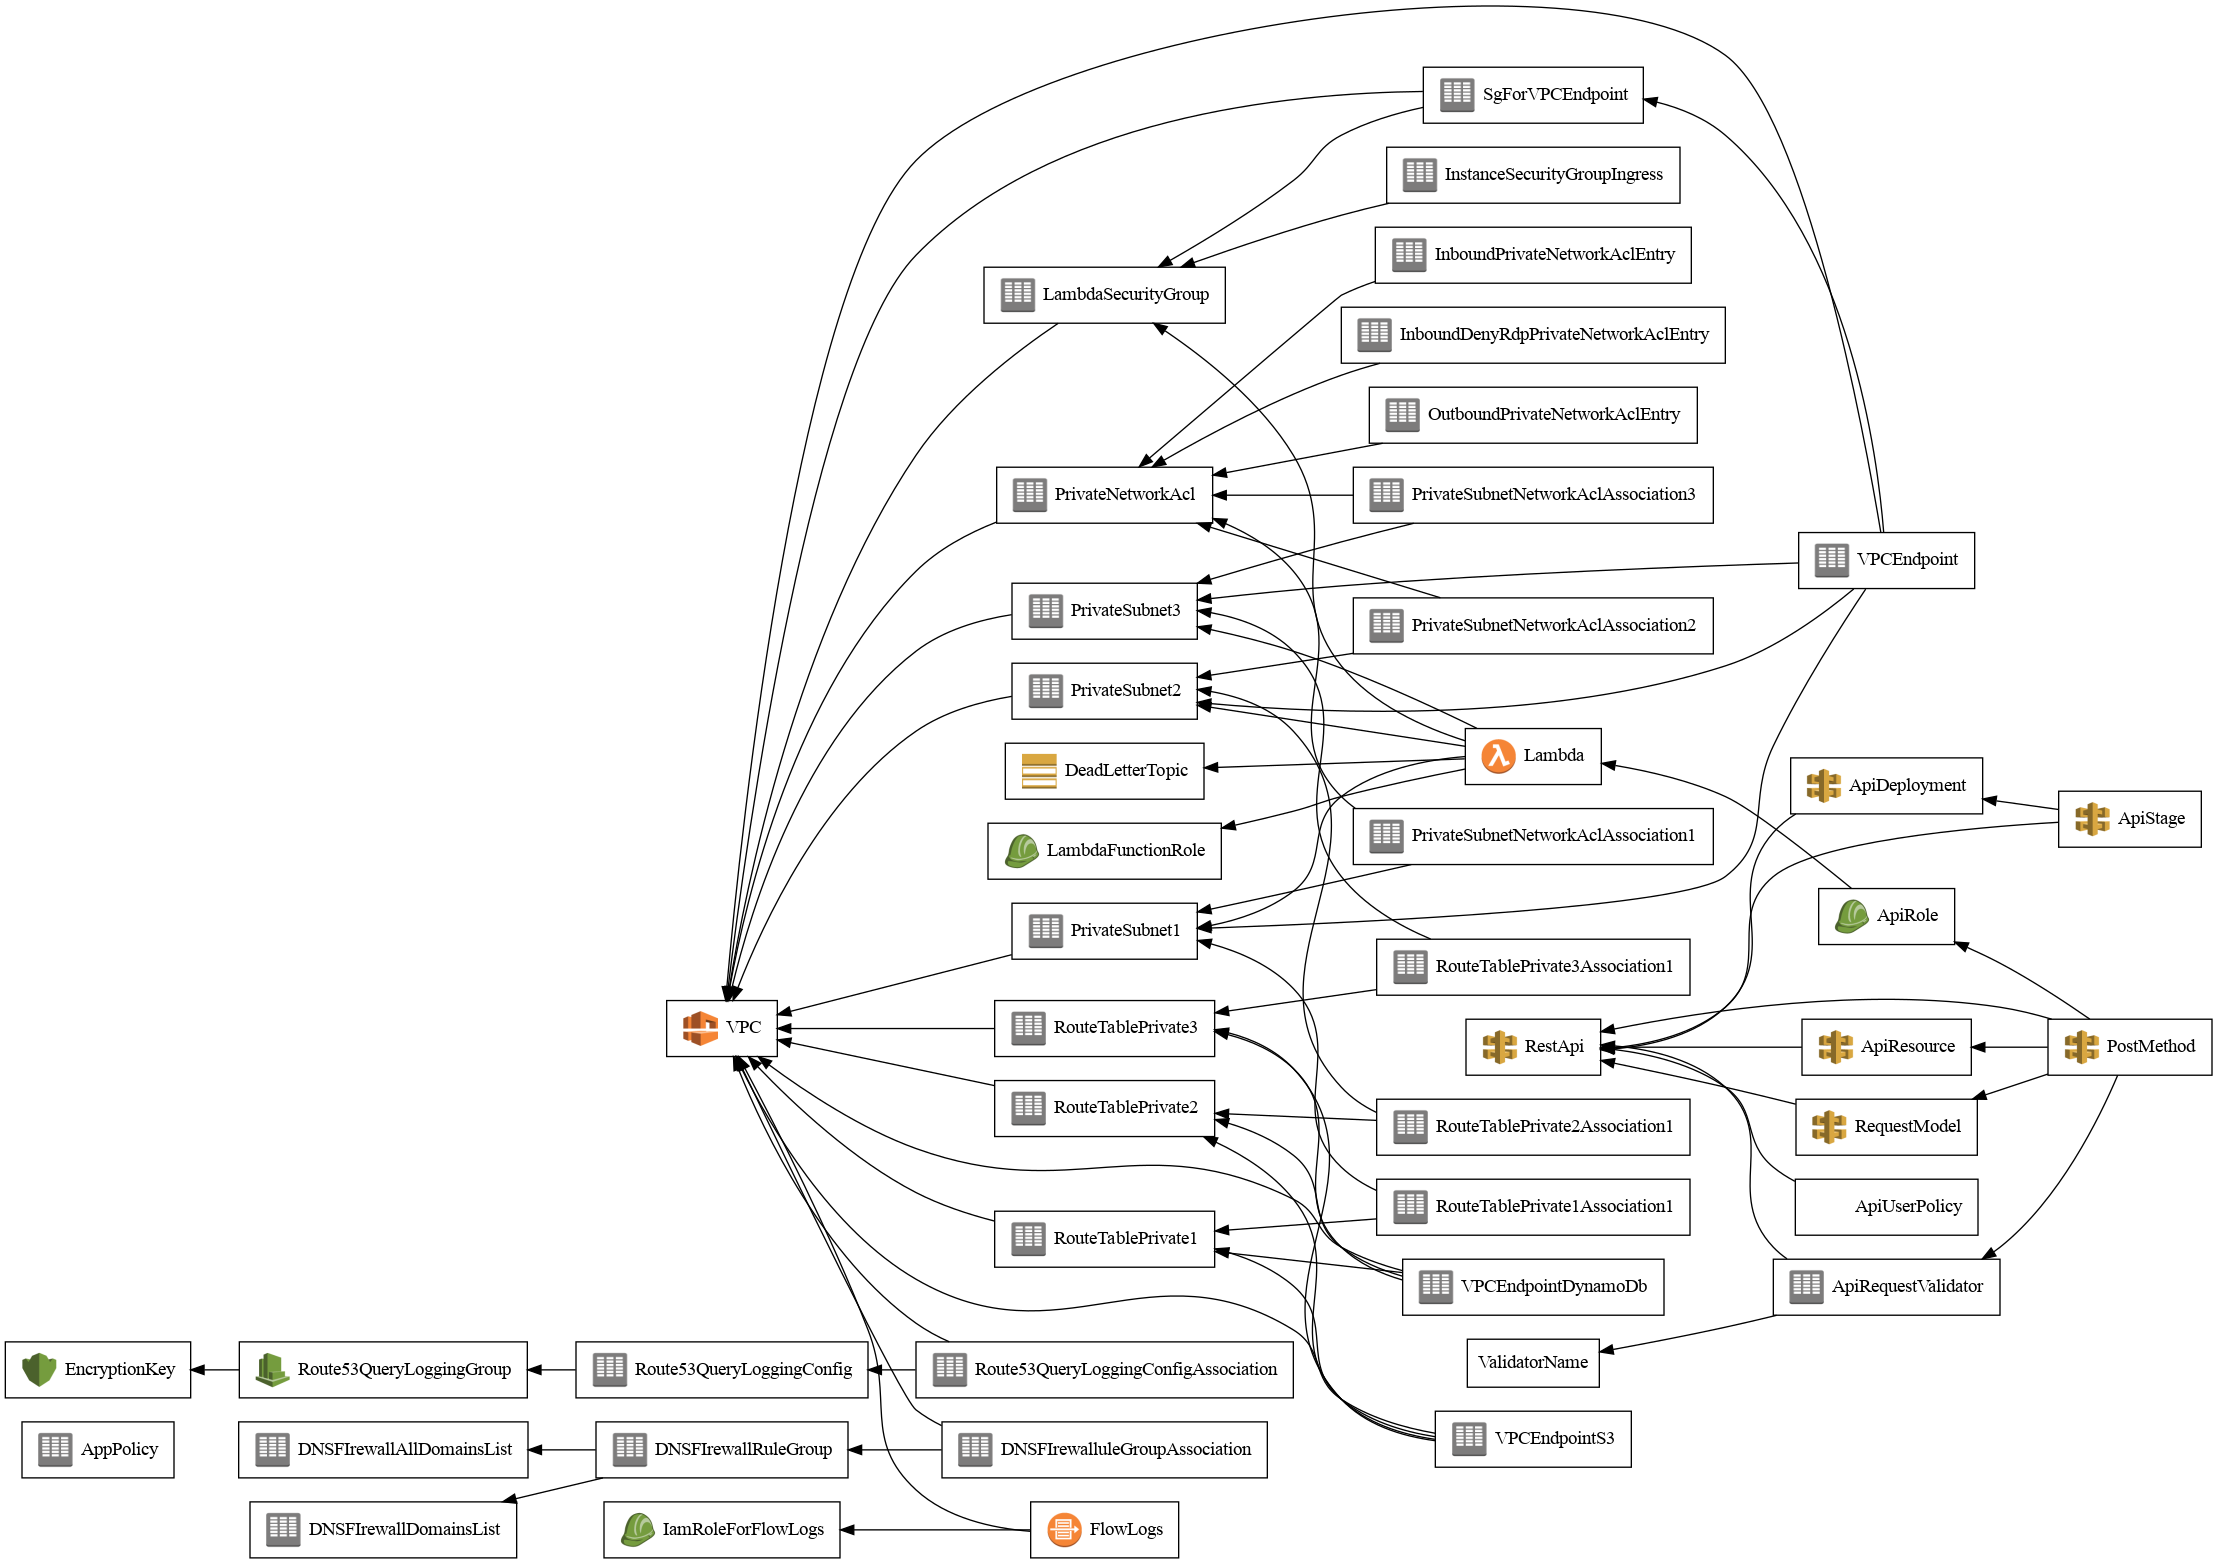 SgForVPCEndpoint
InstanceSecurityGroupIngress
InboundPrivateNetworkAclEntry
LambdaSecurityGroup
InboundDenyRdpPrivateNetworkAclEntry
OutboundPrivateNetworkAclEntry
PrivateNetworkAcl
PrivateSubnetNetworkAclAssociation3
VPCEndpoint
PrivateSubnet3
PrivateSubnetNetworkAclAssociation2
PrivateSubnet2
Lambda
DeadLetterTopic
ApiDeployment
ApiStage
PrivateSubnetNetworkAclAssociation1
LambdaFunctionRole
ApiRole
PrivateSubnet1
RouteTablePrivate3Association1
VPC
RouteTablePrivate3
RestApi
ApiResource
PostMethod
RouteTablePrivate2
RouteTablePrivate2Association1
RequestModel
RouteTablePrivate1Association1
ApiUserPolicy
RouteTablePrivate1
VPCEndpointDynamoDb
ApiRequestValidator
ValidatorName
EncryptionKey
Route53QueryLoggingGroup
Route53QueryLoggingConfig
Route53QueryLoggingConfigAssociation
VPCEndpointS3
AppPolicy
DNSFIrewallAllDomainsList
DNSFIrewallRuleGroup
DNSFIrewalluleGroupAssociation
DNSFIrewallDomainsList
IamRoleForFlowLogs
FlowLogs